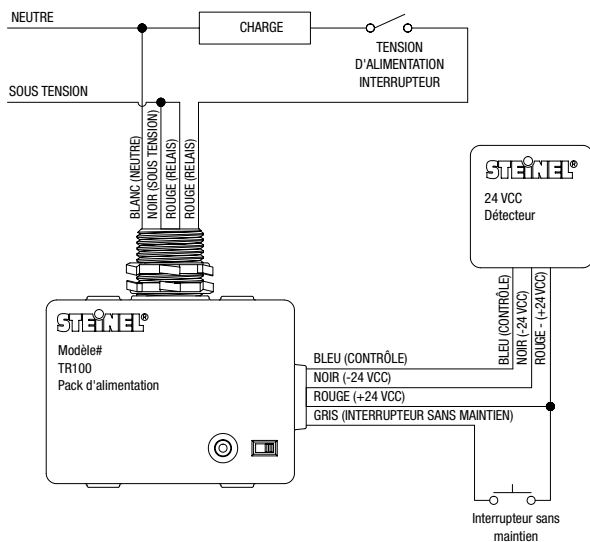 NEUTRE
CHARGE
TENSION
D'ALIMENTATION
INTERRUPTEUR
SOUS TENSION
BLANC (NEUTRE)
NOIR (SOUS TENSION)
ROUGE (RELAIS)
ROUGE (RELAIS)
STEINEL®
24 VCC
Détecteur
BLEU (CONTRÔLE)
NOIR (-24 VCC)
ROUGE - (+24 VCC)
STEINEL®
Modèle#
TR100
Pack d'alimentation
BLEU (CONTRÔLE)
NOIR (-24 VCC)
ROUGE (+24 VCC)
GRIS (INTERRUPTEUR SANS MAINTIEN)
Interrupteur sans
maintien